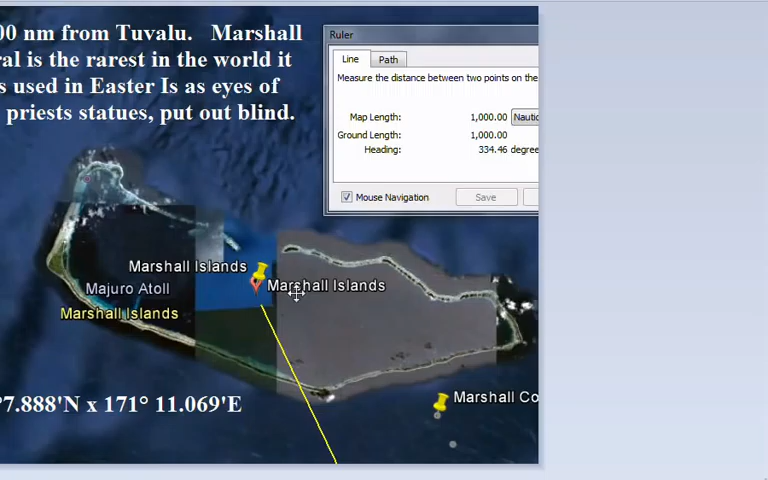 00 nm from Tuvalu. Marshall
ral is the rarest in the world it
s used in Easter Is as eyes of
priests statues, put out blind.
Ruler
Line Path
Measure the distance between two points on the
Map Length: 1,000.00 Nautic
Ground Length: 1,000.00
Heading: 334.46 degree
Mouse Navigation Save
Marshall Islands
Marshall Islands
Majuro Atoll
Marshall Islands
Marshall Co
°7.888'N x 171° 11.069'E